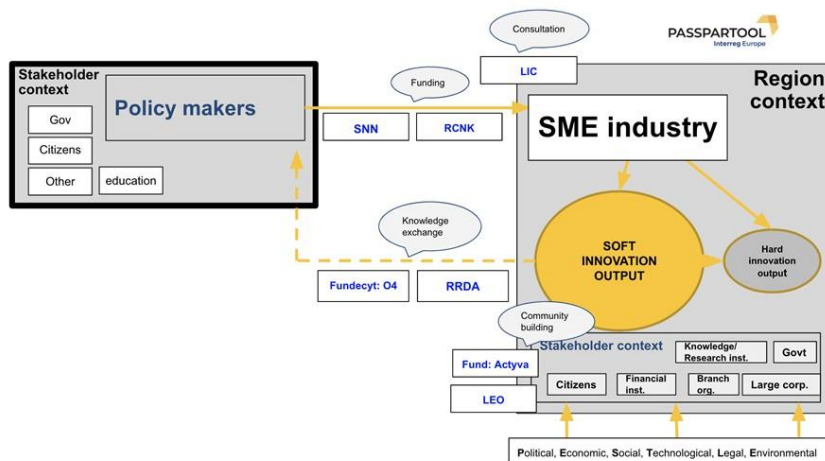 PASSPARTOOL
Interreg Europe
Consultation
LIC
Stakeholder
context
Policy makers
Gov
Citizens
Other
education
Funding
SNN
RCNK
Region
context
SME industry
Knowledge
exchange
Fundecyt: O4
RRDA
SOFT
INNOVATION
OUTPUT
Hard
innovation
output
Community
building
Fund: Actyva
LEO
Stakeholder context
Knowledge/
Research inst.
Govt
Citizens
Financial
inst.
Branch
org.
Large corp.
Political, Economic, Social, Technological, Legal, Environmental